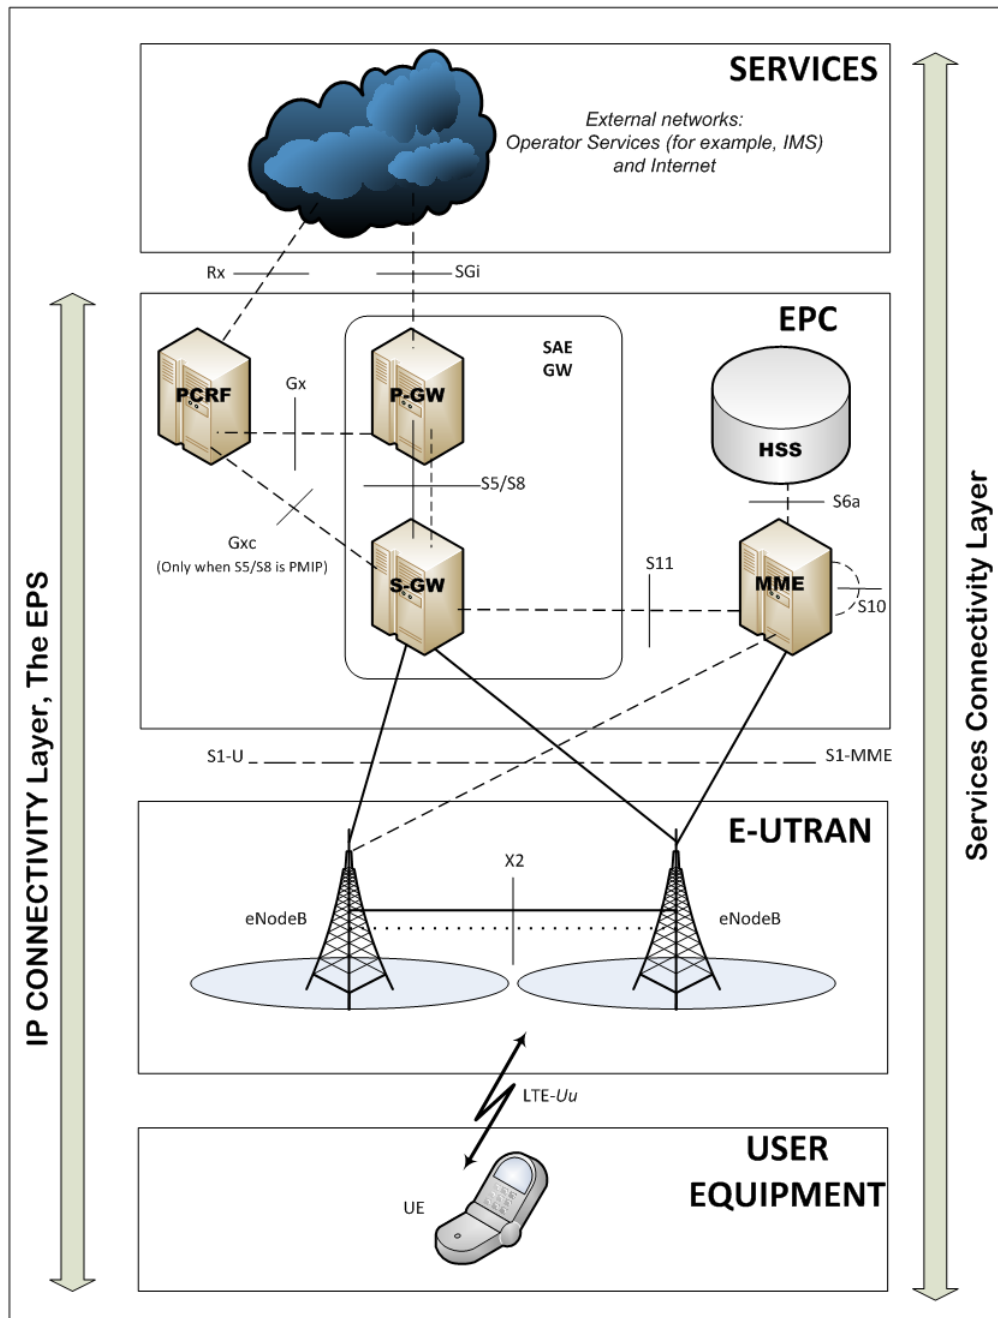 SERVICES
External networks:
Operator Services (for example, IMS)
and Internet
Rx
SGi
EPC
SAE
GW
PCRF
Gx
P-GW
HSS
S5/S8
S6a
Gxc
(Only when S5/S8 is PMIP)
S-GW
S11
MME
S10
S1-U
S1-MME
E-UTRAN
X2
eNodeB
eNodeB
LTE-Uu
USER
EQUIPMENT
UE
IP CONNECTIVITY Layer, The EPS
Services Connectivity Layer